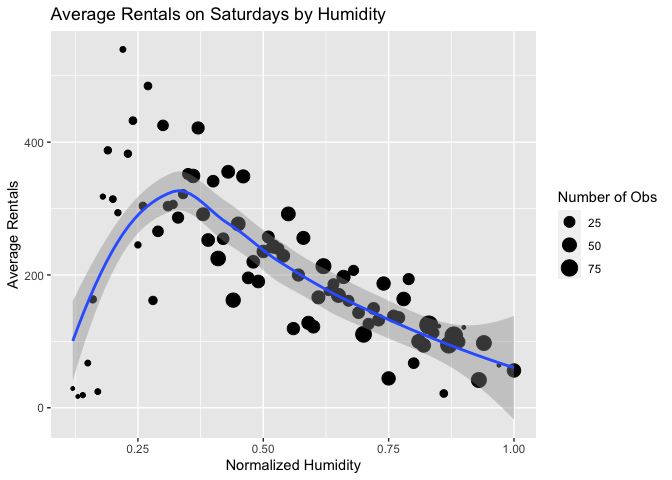 Average Rentals on Saturdays by Humidity
Average Rentals
400
200
0
0.25
0.50
0.75
1.00
Normalized Humidity
Number of Obs
25
50
75